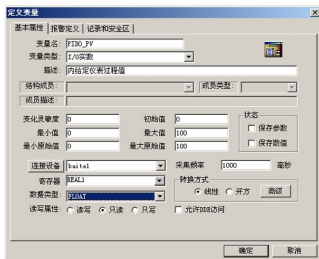 定义变量
基本属性 报警定义 记录和安全区
变量名: PID0_PV
变量类型: I/O实数
描述: 内给定仪表过程值
结构成员: 成员类型:
成员描述:
变化灵敏度 0 初始值 0 状态
最小值 0 最大值 100 保存参数
最小原始值 0 最大原始值 100 保存数值
连接设备 baite1 采集频率 1000 毫秒
寄存器 REAL1 转换方式
数据类型: FLOAT 线性 开方 高级
读写属性: 读写 只读 只写 允许DDE访问
确定 取消